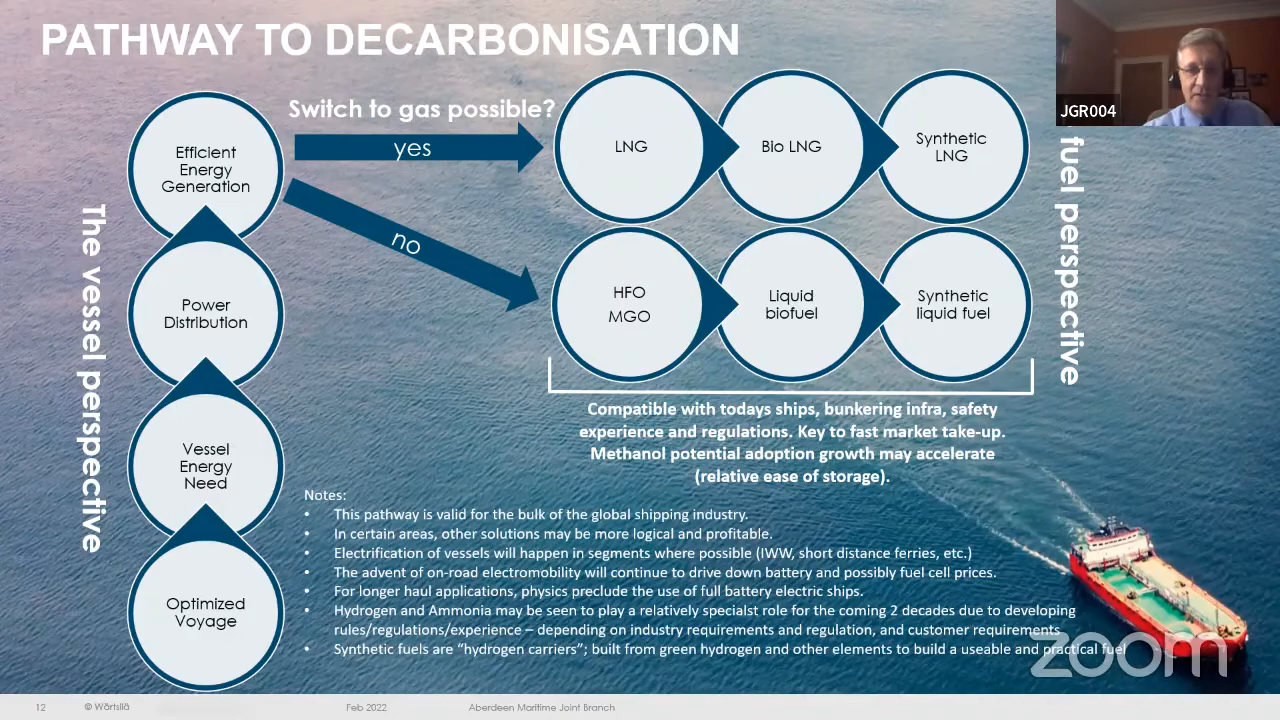 PATHWAY TO DECARBONISATION
JGR004
Switch to gas possible?
yes
no
The vessel perspective
Efficient
Energy
Generation
Power
Distribution
Vessel
Energy
Need
Optimized
Voyage
LNG
Bio LNG
Synthetic
LNG
HFO
MGO
Liquid
biofuel
Synthetic
liquid fuel
fuel perspective
Compatible with todays ships, bunkering infra, safety
experience and regulations. Key to fast market take-up.
Methanol potential adoption growth may accelerate
(relative ease of storage).
Notes:
• This pathway is valid for the bulk of the global shipping industry.
• In certain areas, other solutions may be more logical and profitable.
• Electrification of vessels will happen in segments where possible (IWW, short distance ferries, etc.)
• The advent of on-road electromobility will continue to drive down battery and possibly fuel cell prices.
• For longer haul applications, physics preclude the use of full battery electric ships.
• Hydrogen and Ammonia may be seen to play a relatively specialst role for the coming 2 decades due to developing
rules/regulations/experience – depending on industry requirements and regulation, and customer requirements
• Synthetic fuels are “hydrogen carriers”; built from green hydrogen and other elements to build a useable and practical fuel
zoom
12 © Wärtsilä Feb 2022 Aberdeen Maritime Joint Branch